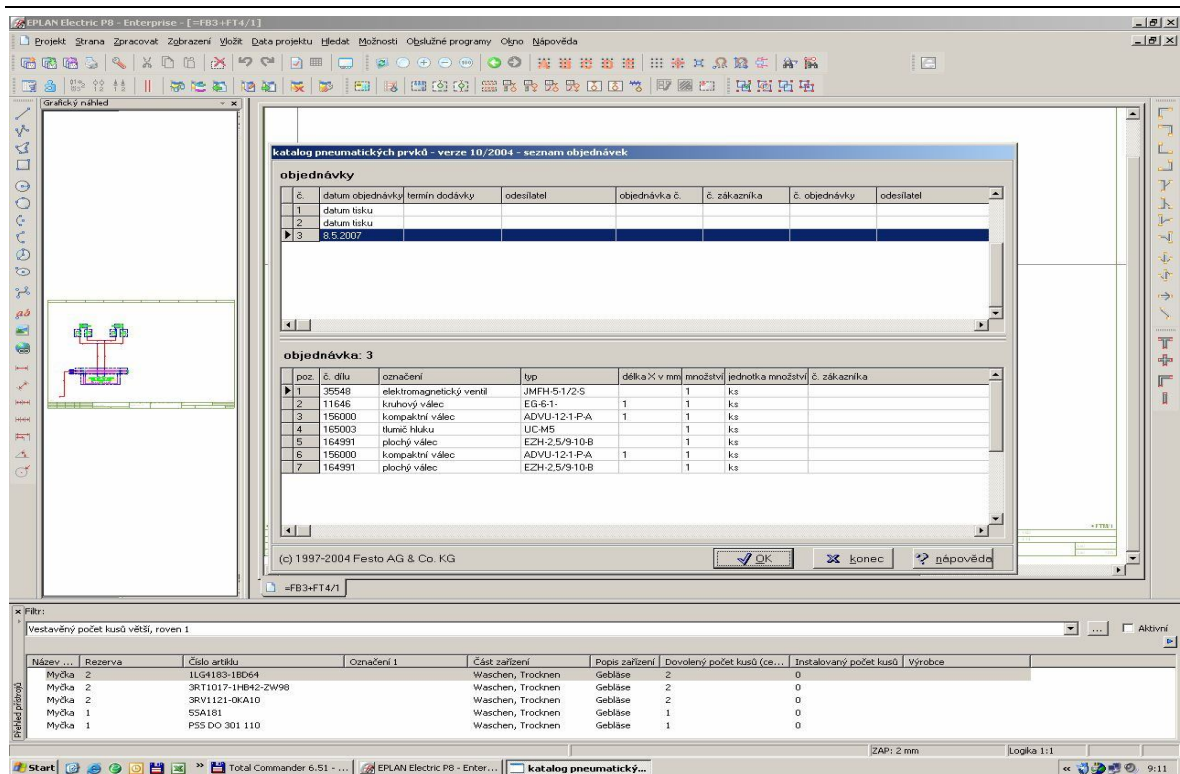 EPLAN Electric P8 - Enterprise - [=FB3+FT4/1]
Projekt Strana Zpracovat Zobrazení Vložit Data projektu Hledat Možnosti Obslužné programy Okno Nápověda
Grafický náhled
katalog pneumatických prvků - verze 10/2004 - seznam objednávek
objednávky
č. datum objednávky termín dodávky odesílatel objednávka č. č. zákazníka č. objednávky odesílatel
1 datum tisku
2 datum tisku
3 8.5.2007
objednávka: 3
poz. č. dílu označení typ délka X v mm množství jednotka množství č. zákazníka
1 35548 elektromagnetický ventil JMFH-5-1/2-S 1 ks
2 11646 kruhový válec EG-6-1- 1 1 ks
3 156000 kompaktní válec ADVU-12-1-P-A 1 1 ks
4 165003 tlumič hluku UC-M5 1 ks
5 164991 plochý válec EZH-2,5/9-10-B 1 ks
6 156000 kompaktní válec ADVU-12-1-P-A 1 1 ks
7 164991 plochý válec EZH-2,5/9-10-B 1 ks
(c) 1997-2004 Festo AG & Co. KG OK konec nápověda
=FB3+FT4/1
Filtr:
Vestavěný počet kusů větší, roven 1 ... Aktivní
Název ... Rezerva Číslo artiklu Označení 1 Část zařízení Popis zařízení Dovolený počet kusů (ce... Instalovaný počet kusů Výrobce
Myčka 2 1LG4183-1BD64 Waschen, Trocknen Gebläse 2 0
Myčka 2 3RT1017-1HB42-ZW98 Waschen, Trocknen Gebläse 2 0
Myčka 2 3RV1121-0KA10 Waschen, Trocknen Gebläse 2 0
Myčka 1 5SA181 Waschen, Trocknen Gebläse 1 0
Myčka 1 PSS DO 301 110 Waschen, Trocknen Gebläse 1 0
Přehled přístrojů
ZAP: 2 mm Logika 1:1
Start Total Commander 6.51 - ... EPLAN Electric P8 - Enter... katalog pneumatický... 9:11